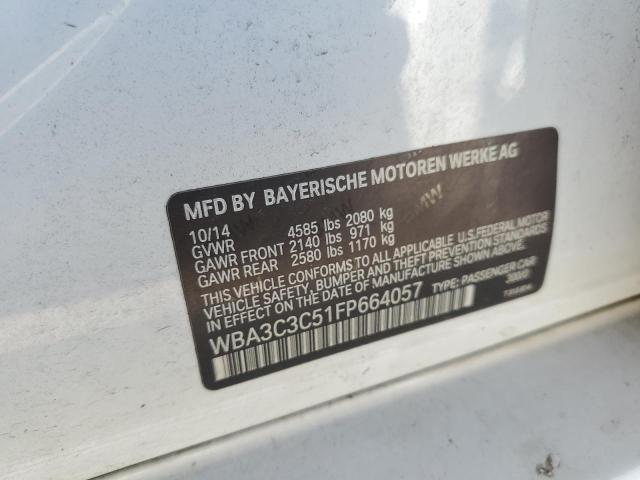 MFD BY BAYERISCHE MOTOREN WERKE AG
10/14
GVWR 4585 lbs 2080 kg
GAWR FRONT 2140 lbs 971 kg
GAWR REAR 2580 lbs 1170 kg
THIS VEHICLE CONFORMS TO ALL APPLICABLE U.S.FEDERAL MOTOR
VEHICLE SAFETY, BUMPER AND THEFT PREVENTION STANDARDS
IN EFFECT ON THE DATE OF MANUFACTURE SHOWN ABOVE.
WBA3C3C51FP664057 TYPE: PASSENGER CAR